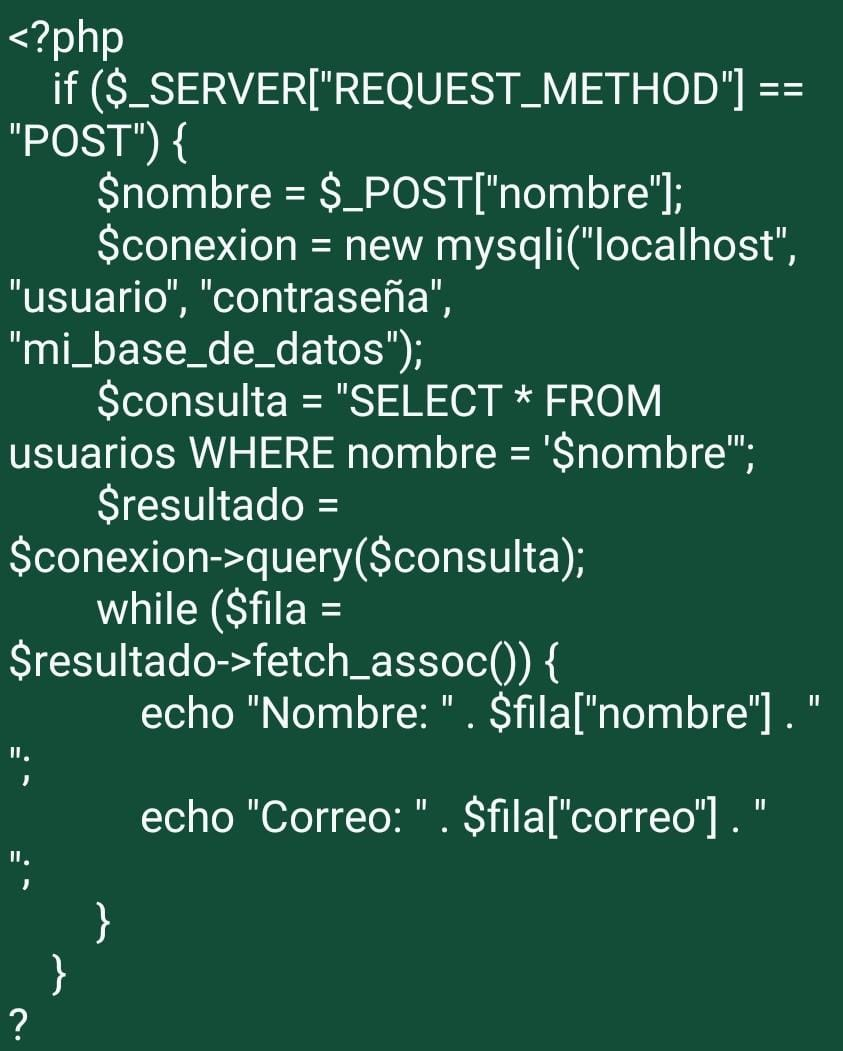 <?php
if ($_SERVER["REQUEST_METHOD"] ==
"POST") {
$nombre = $_POST["nombre"];
$conexion = new mysqli("localhost",
"usuario", "contraseña",
"mi_base_de_datos");
$consulta = "SELECT * FROM
usuarios WHERE nombre = '$nombre'";
$resultado =
$conexion->query($consulta);
while ($fila =
$resultado->fetch_assoc()) {
echo "Nombre: " . $fila["nombre"] . "
";
echo "Correo: " . $fila["correo"] . "
";
}
}
?